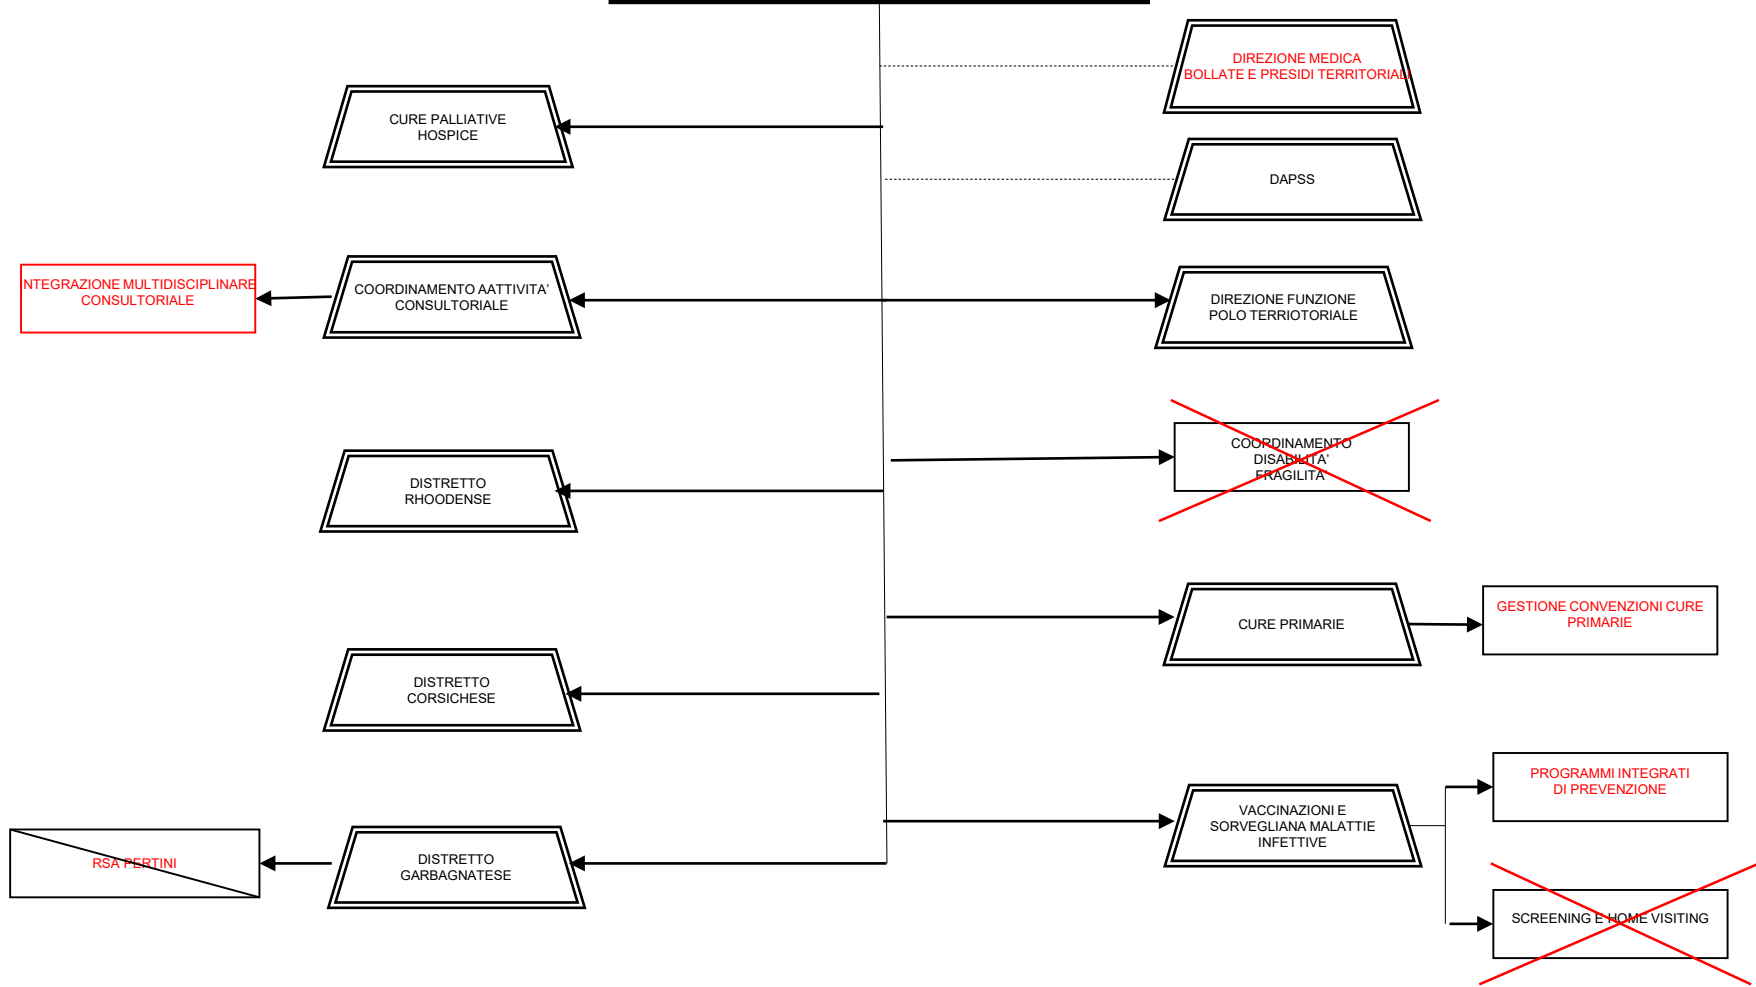 DIREZIONE MEDICA
BOLLATE E PRESIDI TERRITORIALI
CURE PALLIATIVE
HOSPICE
DAPSS
NTEGRAZIONE MULTIDISCIPLINARE
CONSULTORIALE
COORDINAMENTO AATTIVITA'
CONSULTORIALE
DIREZIONE FUNZIONE
POLO TERRIOTORIALE
COORDINAMENTO
DISABILITA'
FRAGILITA'
DISTRETTO
RHOODENSE
CURE PRIMARIE
GESTIONE CONVENZIONI CURE
PRIMARIE
DISTRETTO
CORSICHESE
PROGRAMMI INTEGRATI
DI PREVENZIONE
VACCINAZIONI E
SORVEGLIANA MALATTIE
INFETTIVE
RSA PERTINI
DISTRETTO
GARBAGNATESE
SCREENING E HOME VISITING